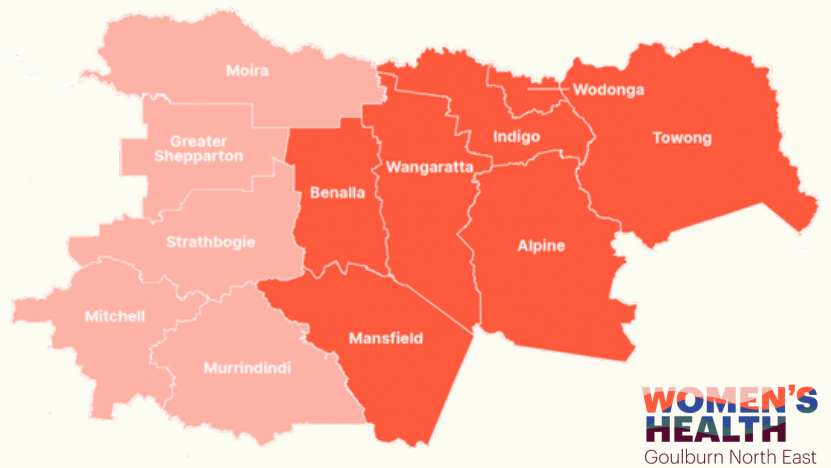 Moira
Wodonga
Greater
Shepparton
Indigo
Towong
Wangaratta
Benalla
Strathbogie
Alpine
Mitchell
Mansfield
Murrindindi
WOMEN'S
HEALTH
Goulburn North East